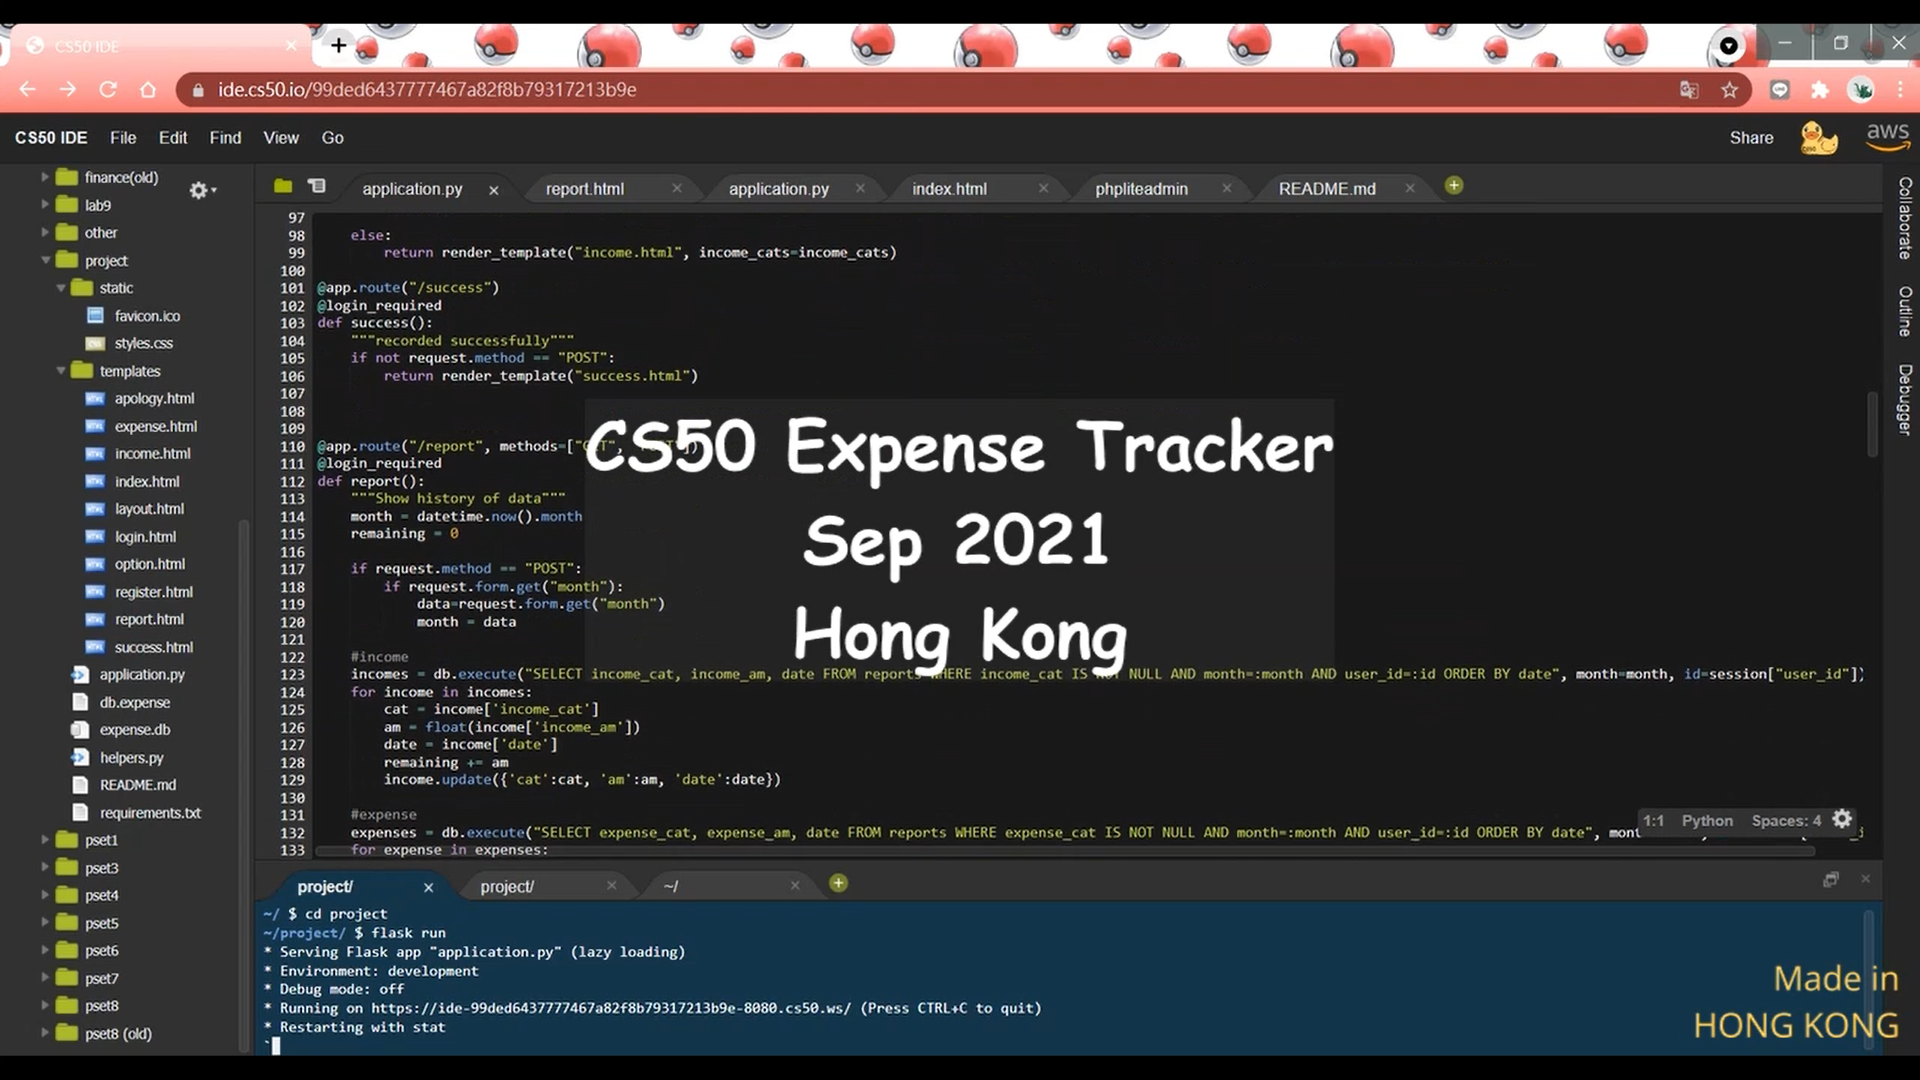 CS50 IDE
ide.cs50.io/99ded6437777467a82f8b79317213b9e
CS50 IDE File Edit Find View Go Share aws
finance(old)
lab9
other
project
static
favicon.ico
styles.css
templates
apology.html
expense.html
income.html
index.html
layout.html
login.html
option.html
register.html
report.html
success.html
application.py
db.expense
expense.db
helpers.py
README.md
requirements.txt
pset1
pset3
pset4
pset5
pset6
pset7
pset8
pset8 (old)
application.py report.html application.py index.html phpliteadmin README.md
97
98 else:
99 return render_template("income.html", income_cats=income_cats)
100
101 @app.route("/success")
102 @login_required
103 def success():
104 """recorded successfully"""
105 if not request.method == "POST":
106 return render_template("success.html")
107
108
109
110 @app.route("/report", methods=["
111 @login_required
112 def report():
113 """Show history of data"""
114 month = datetime.now().month
115 remaining = 0
116
117 if request.method == "POST":
118 if request.form.get("month"):
119 data=request.form.get("month")
120 month = data
121
122 #income
123 incomes = db.execute("SELECT income_cat, income_am, date FROM reports WHERE income_cat IS NOT NULL AND month=:month AND user_id=:id ORDER BY date", month=month, id=session["user_id"])
124 for income in incomes:
125 cat = income['income_cat']
126 am = float(income['income_am'])
127 date = income['date']
128 remaining += am
129 income.update({'cat':cat, 'am':am, 'date':date})
130
131 #expense
132 expenses = db.execute("SELECT expense_cat, expense_am, date FROM reports WHERE expense_cat IS NOT NULL AND month=:month AND user_id=:id ORDER BY date",
133 for expense in expenses:
CS50 Expense Tracker
Sep 2021
Hong Kong
1:1 Python Spaces: 4
Collaborate
Outline
Debugger
project/ project/ ~/
~/ $ cd project
~/project/ $ flask run
* Serving Flask app "application.py" (lazy loading)
* Environment: development
* Debug mode: off
* Running on https://ide-99ded6437777467a82f8b79317213b9e-8080.cs50.ws/ (Press CTRL+C to quit)
* Restarting with stat
Made in
HONG KONG